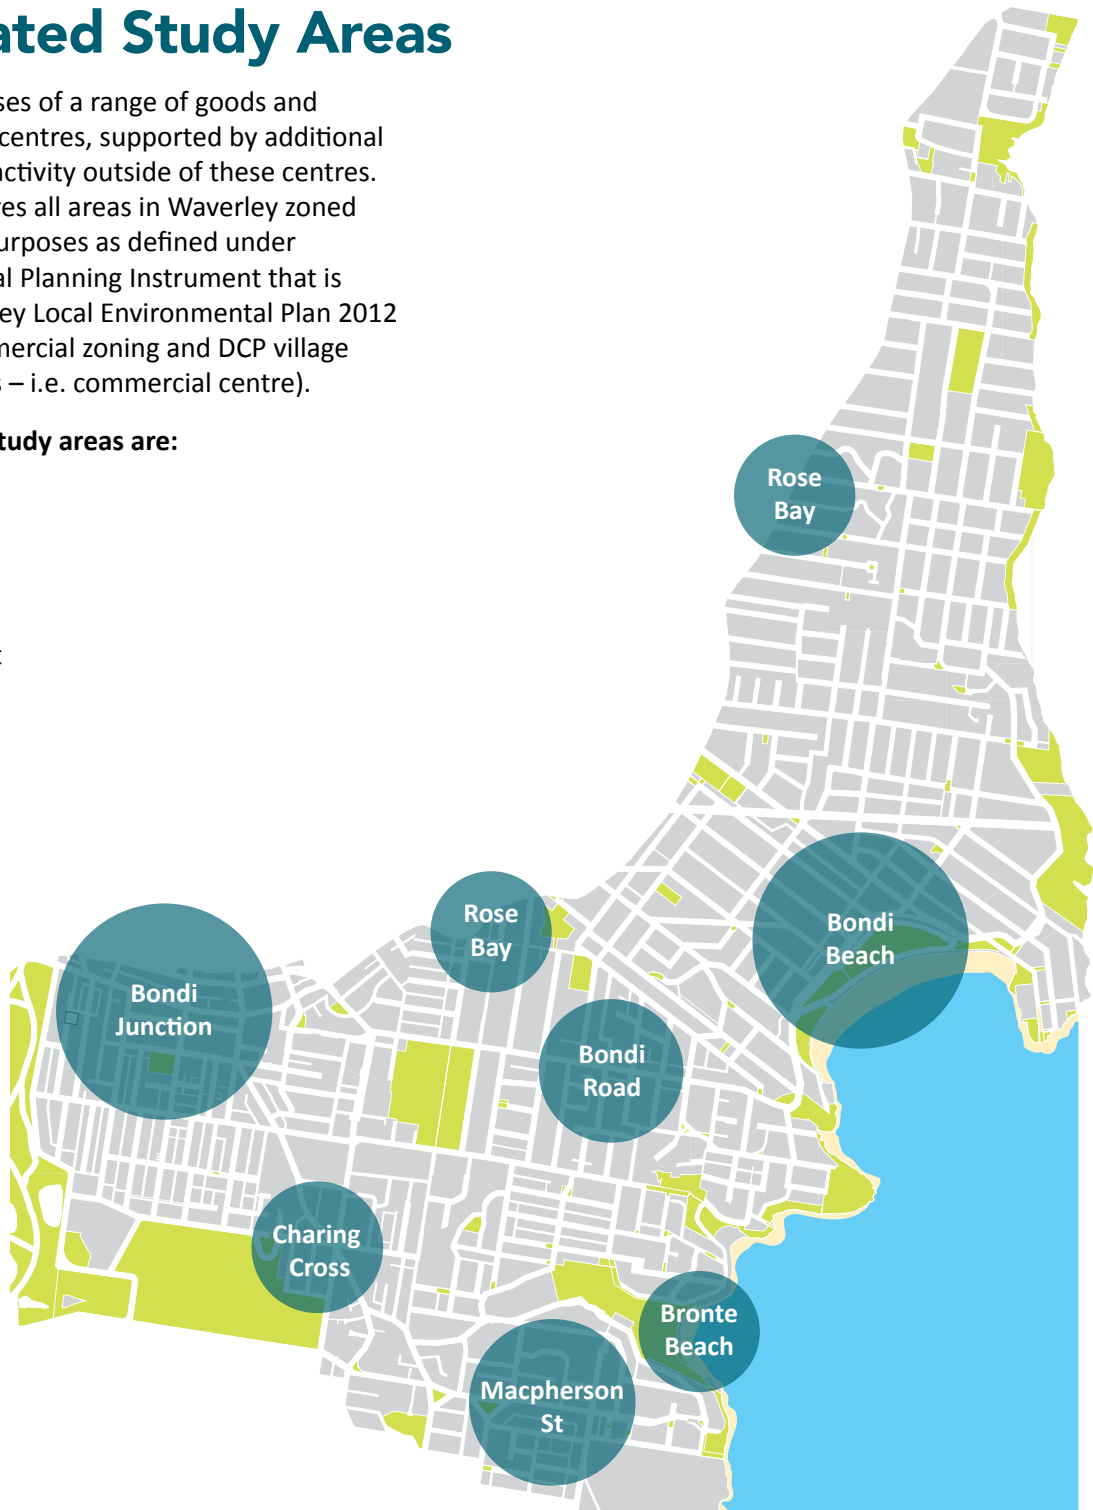 ated Study Areas
ses of a range of goods and
centres, supported by additional
activity outside of these centres.
res all areas in Waverley zoned
urposes as defined under
al Planning Instrument that is
ey Local Environmental Plan 2012
mercial zoning and DCP village
s – i.e. commercial centre).
tudy areas are:
t
Rose
Bay
Rose
Bay
Bondi
Beach
Bondi
Junction
Bondi
Road
Charing
Cross
Bronte
Beach
Macpherson
St